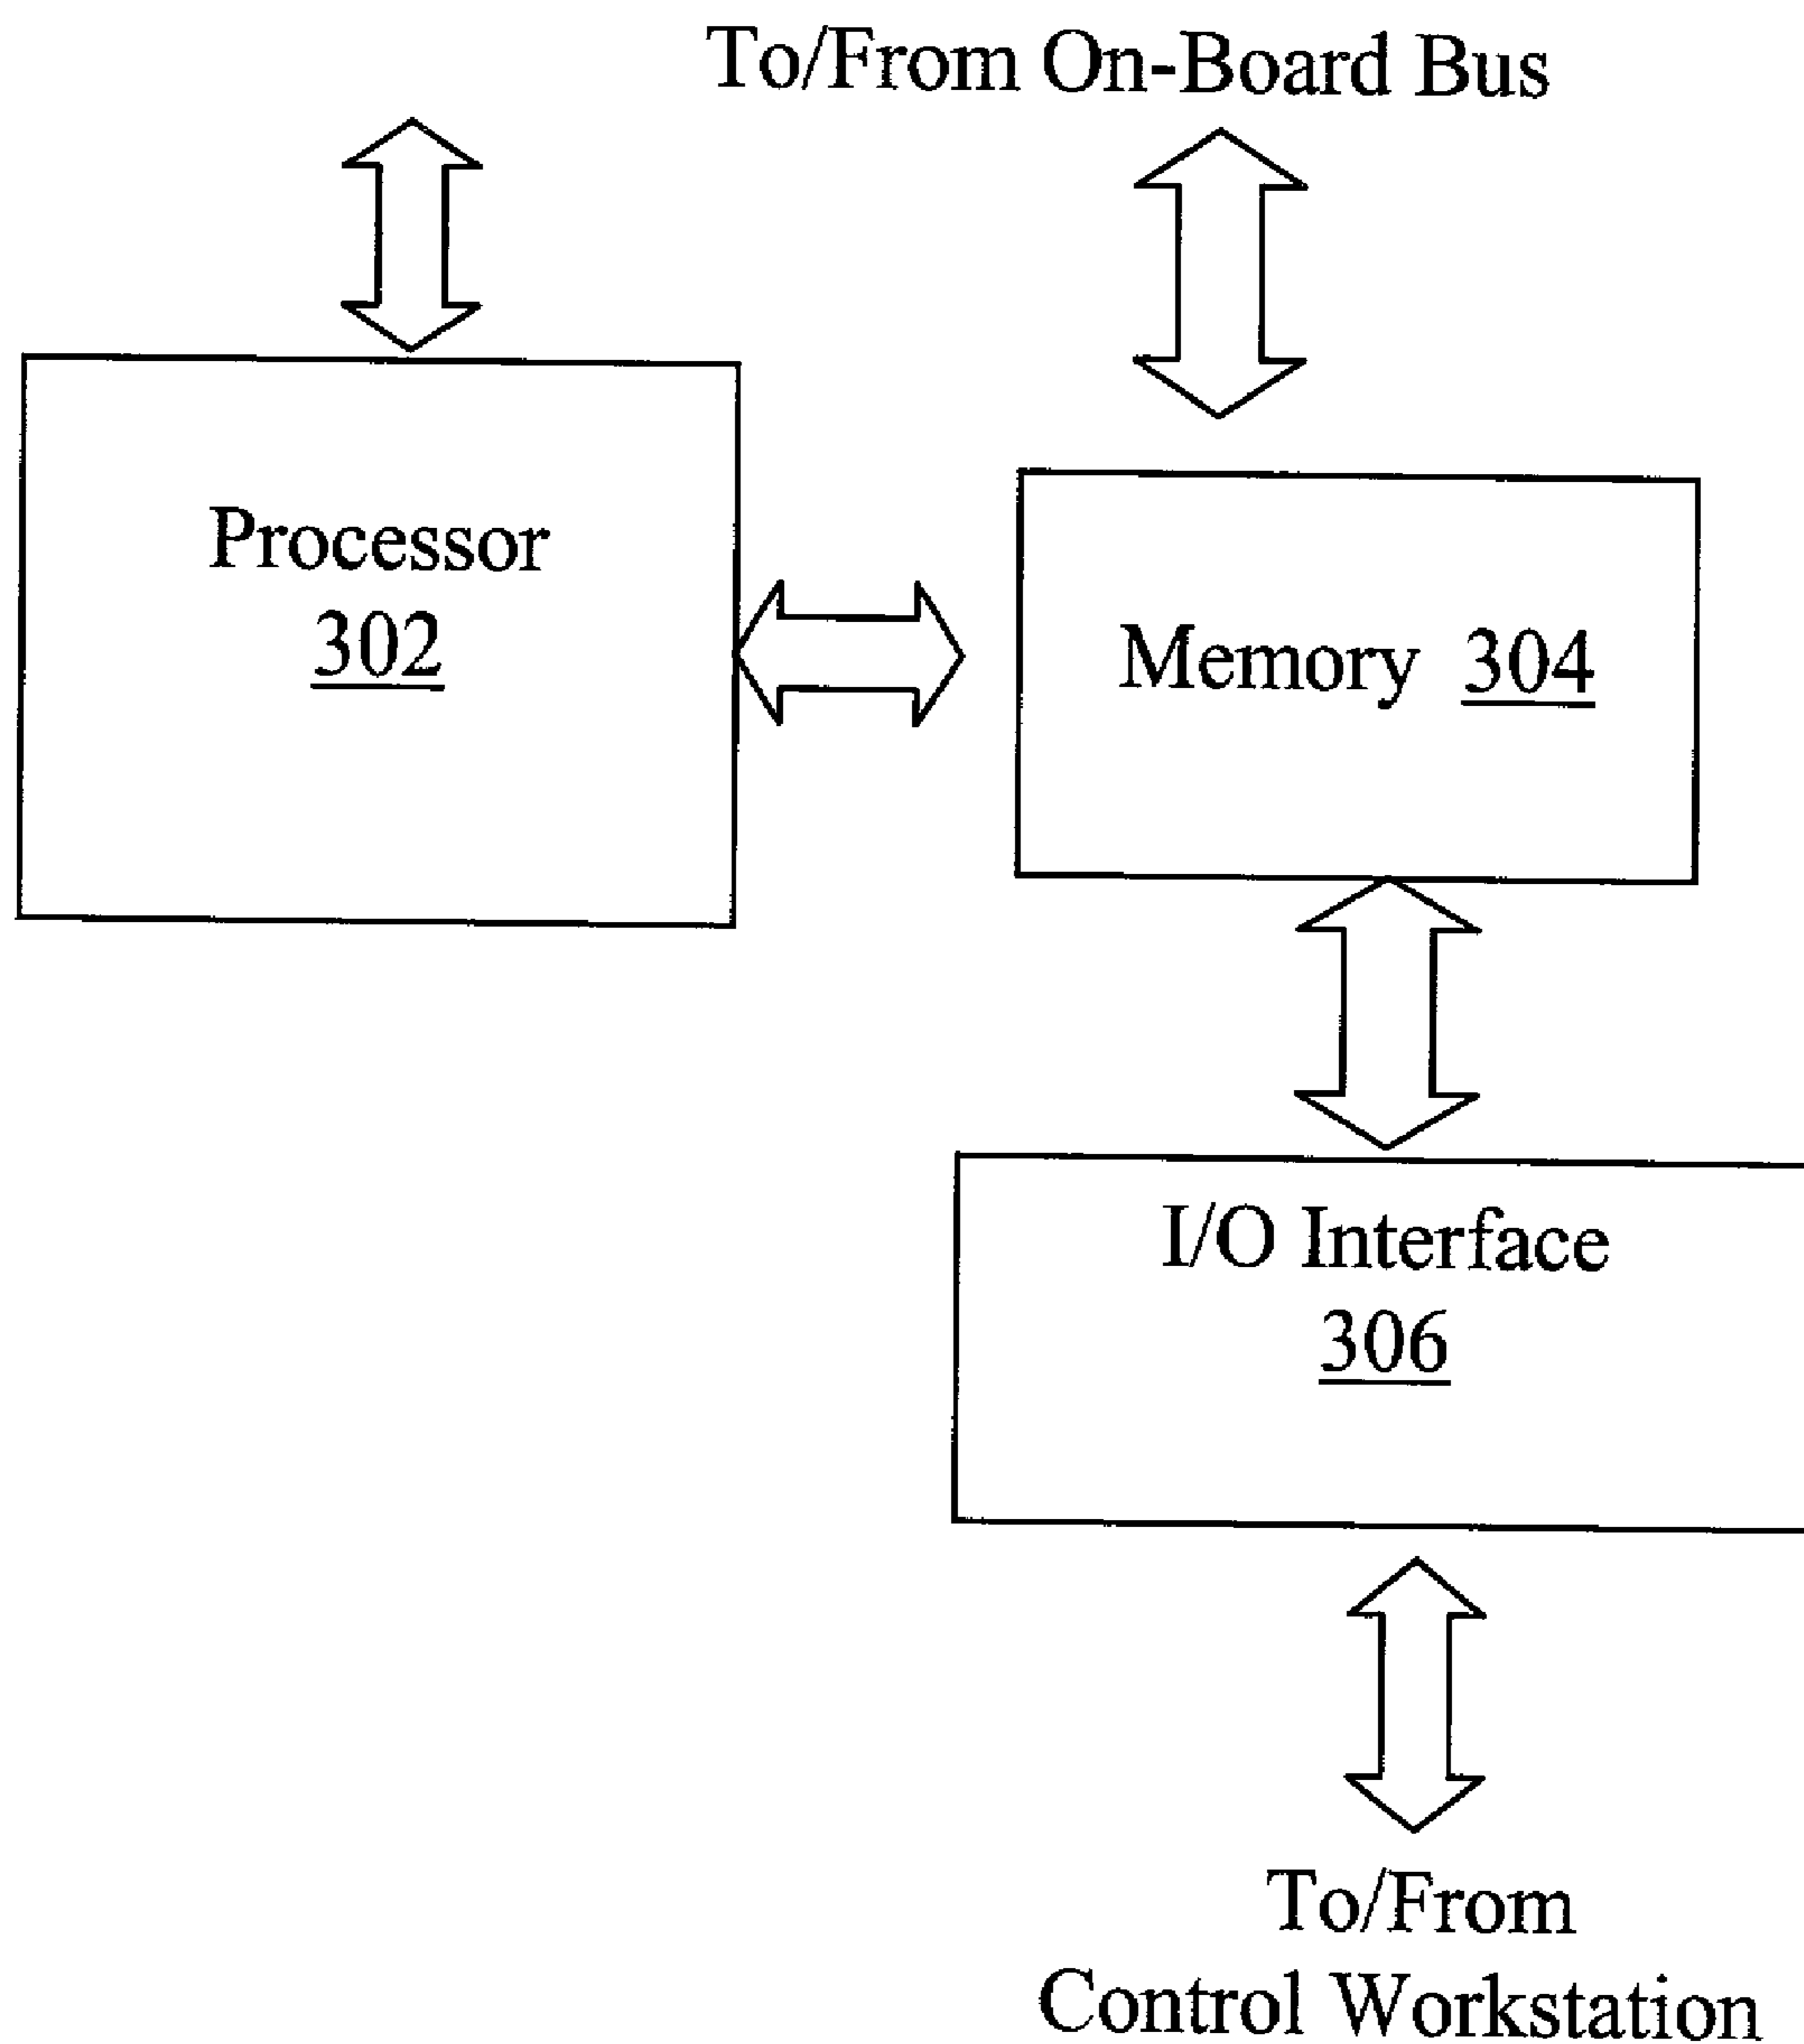 To/From On-Board Bus
Processor
302
Memory 304
I/O Interface
306
To/From
Control Workstation